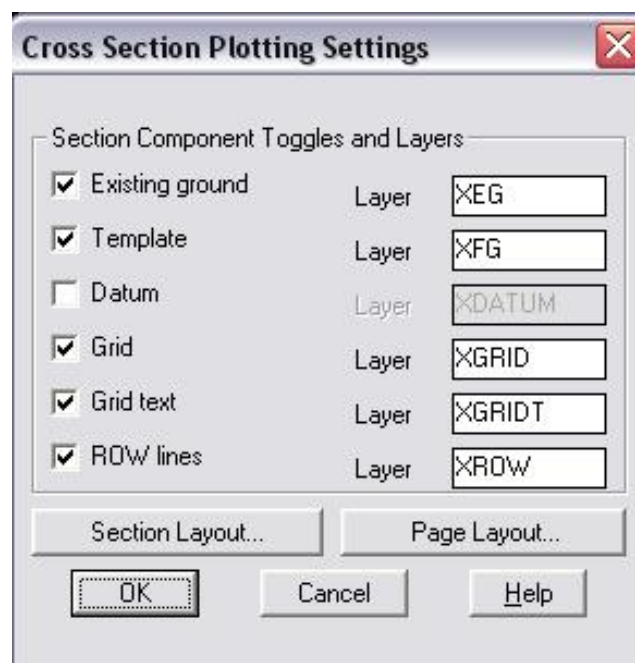 Cross Section Plotting Settings
Section Component Toggles and Layers
Existing ground Layer XEG
Template Layer XFG
Datum Layer XDATUM
Grid Layer XGRID
Grid text Layer XGRIDT
ROW lines Layer XROW
Section Layout... Page Layout...
OK Cancel Help